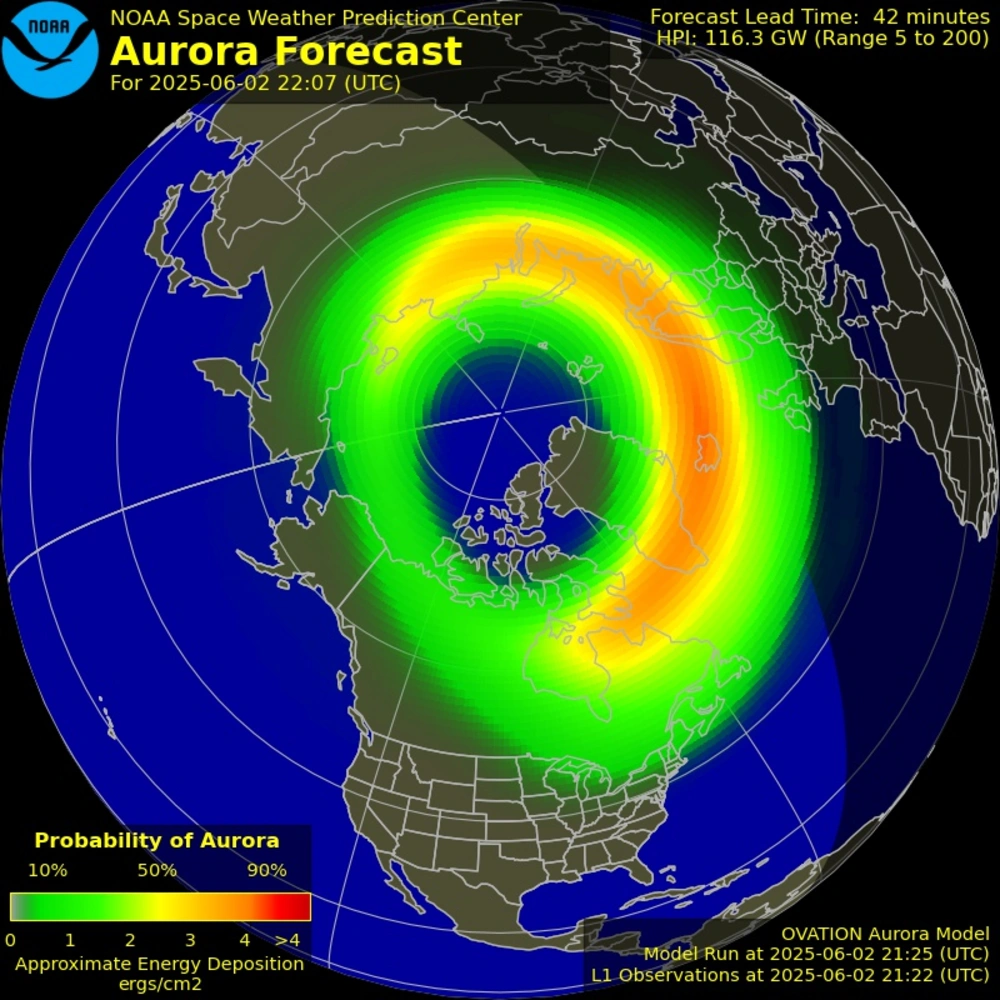 NOAA
NOAA Space Weather Prediction Center
Aurora Forecast
For 2025-06-02 22:07 (UTC)
Forecast Lead Time: 42 minutes
HPI: 116.3 GW (Range 5 to 200)
Probability of Aurora
10% 50% 90%
0 1 2 3 4 >4
Approximate Energy Deposition
ergs/cm2
OVATION Aurora Model
Model Run at 2025-06-02 21:25 (UTC)
L1 Observations at 2025-06-02 21:22 (UTC)